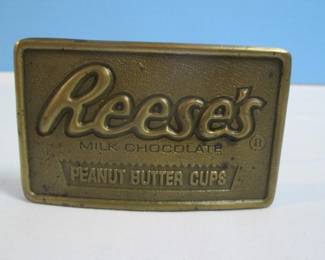 Reese's ®
MILK CHOCOLATE
PEANUT BUTTER CUPS